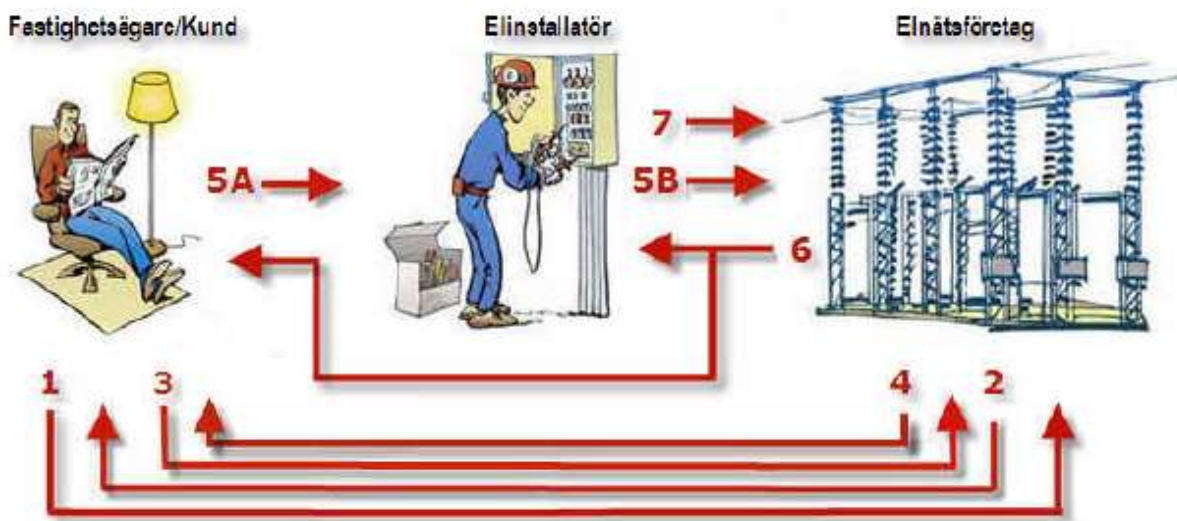 Fastighetsägare/Kund
Elinstallatör
Elnätsföretag
7
5A
5B
6
1
3
4
2